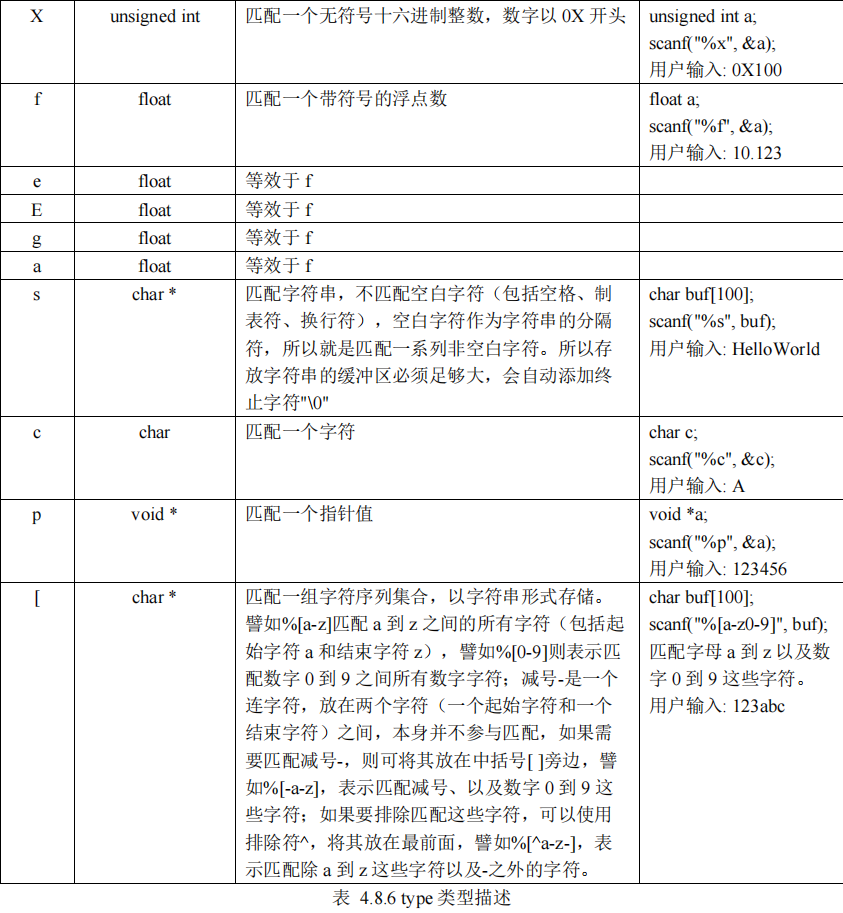 X unsigned int 匹配一个无符号十六进制整数，数字以 0X 开头 unsigned int a;
scanf("%x", &a);
用户输入: 0X100
f float 匹配一个带符号的浮点数 float a;
scanf("%f", &a);
用户输入: 10.123
e float 等效于 f
E float 等效于 f
g float 等效于 f
a float 等效于 f
s char * 匹配字符串，不匹配空白字符（包括空格、制 char buf[100];
表符、换行符），空白字符作为字符串的分隔 scanf("%s", buf);
符，所以就是匹配一系列非空白字符。所以存 用户输入: HelloWorld
放字符串的缓冲区必须足够大，会自动添加终
止字符"\0"
c char 匹配一个字符 char c;
scanf("%c", &c);
用户输入: A
p void * 匹配一个指针值 void *a;
scanf("%p", &a);
用户输入: 123456
[ char * 匹配一组字符序列集合，以字符串形式存储。 char buf[100];
譬如%[a-z]匹配 a 到 z 之间的所有字符（包括起 scanf("%[a-z0-9]", buf);
始字符 a 和结束字符 z），譬如%[0-9]则表示匹 匹配字母 a 到 z 以及数
配数字 0 到 9 之间所有数字字符；减号-是一个 字 0 到 9 这些字符。
连字符，放在两个字符（一个起始字符和一个 用户输入: 123abc
结束字符）之间，本身并不参与匹配，如果需
要匹配减号-，则可将其放在中括号[ ]旁边，譬
如%[-a-z]，表示匹配减号、以及数字 0 到 9 这
些字符；如果要排除匹配这些字符，可以使用
排除符^，将其放在最前面，譬如%[^a-z-]，表
示匹配除 a 到 z 这些字符以及-之外的字符。
表 4.8.6 type 类型描述